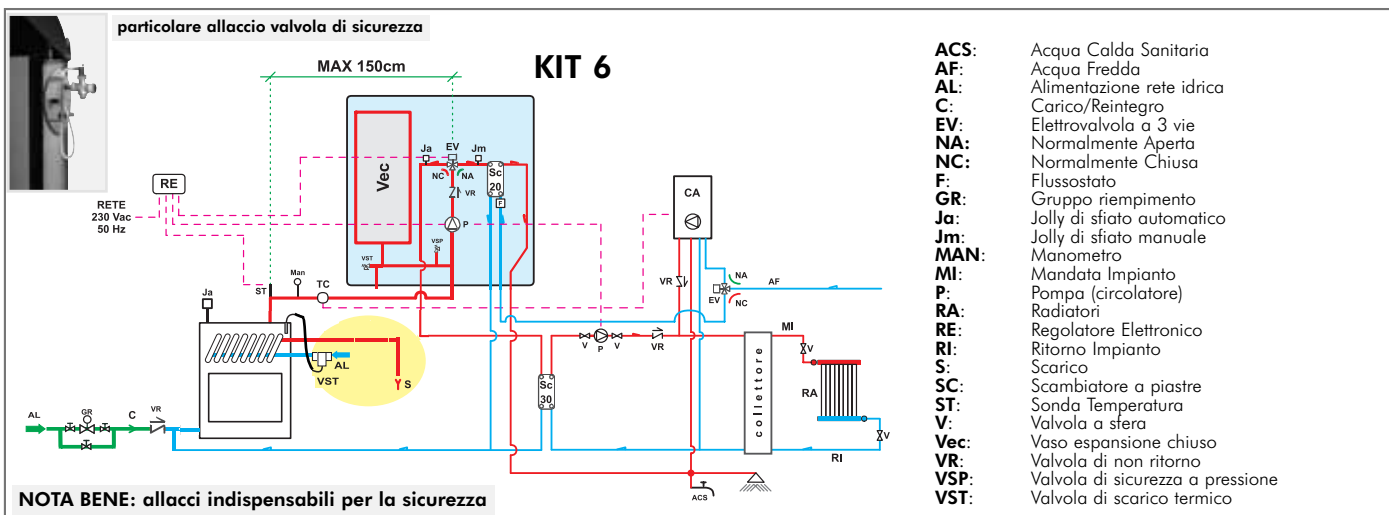 particolare allaccio valvola di sicurezza
KIT 6
MAX 150cm
Vec
Ja
EV
Jm
NC
NA
Sc
20
F
VR
P
VSP
VST
RE
RETE
230 Vac
50 Hz
ST
Man
TC
Ja
CA
VR
NA
EV
NC
AF
MI
V
P
V
VR
Sc
30
collettore
V
RA
V
RI
AL
VST
S
AL
GR
C
VR
ACS
NOTA BENE: allacci indispensabili per la sicurezza
ACS: Acqua Calda Sanitaria
AF: Acqua Fredda
AL: Alimentazione rete idrica
C: Carico/Reintegro
EV: Elettrovalvola a 3 vie
NA: Normalmente Aperta
NC: Normalmente Chiusa
F: Flussostato
GR: Gruppo riempimento
Ja: Jolly di sfiato automatico
Jm: Jolly di sfiato manuale
MAN: Manometro
MI: Mandata Impianto
P: Pompa (circolatore)
RA: Radiatori
RE: Regolatore Elettronico
RI: Ritorno Impianto
S: Scarico
SC: Scambiatore a piastre
ST: Sonda Temperatura
V: Valvola a sfera
Vec: Vaso espansione chiuso
VR: Valvola di non ritorno
VSP: Valvola di sicurezza a pressione
VST: Valvola di scarico termico